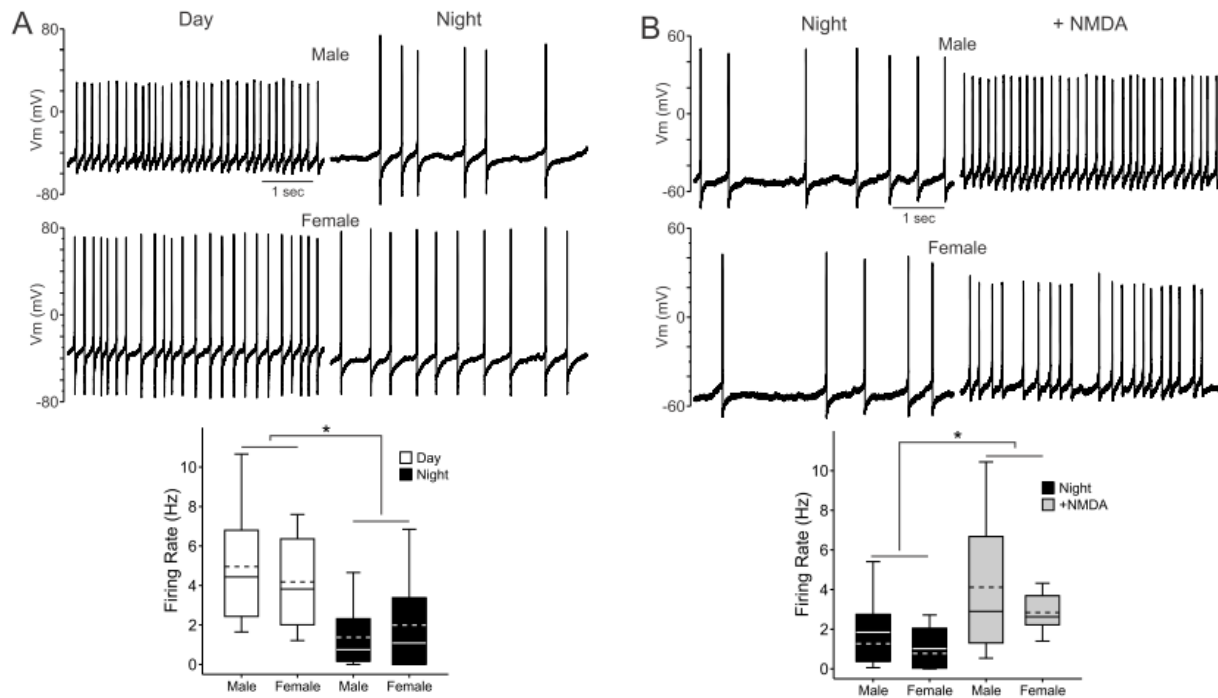 A
Day
Night
Male
80
0
-80
Vm (mV)
1 sec
Female
80
0
-80
Vm (mV)
*
Day
Night
10
8
6
4
2
0
Firing Rate (Hz)
Male Female Male Female
B
Night
+ NMDA
Male
60
0
-60
Vm (mV)
1 sec
Female
60
0
-60
Vm (mV)
*
Night
+NMDA
10
8
6
4
2
0
Firing Rate (Hz)
Male Female Male Female